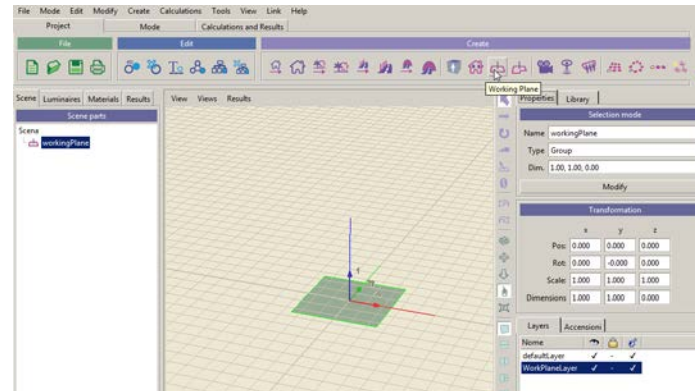 File Mode Edit Modify Create Calculations Tools View Link Help
Project Mode Calculations and Results
File Edit Create
Working Plane
Scene Luminaires Materials Results
View Views Results
Properties Library
Scene parts
Scene
workingPlane
Selection mode
Name workingPlane
Type Group
Dim. 1.00, 1.00, 0.00
Modify
Transformation
x y z
Pos: 0.000 0.000 0.000
Rot: 0.000 -0.000 0.000
Scale: 1.000 1.000 1.000
Dimensions 1.000 1.000 0.000
Layers Accensioni
Name
defaultLayer
WorkPlaneLayer